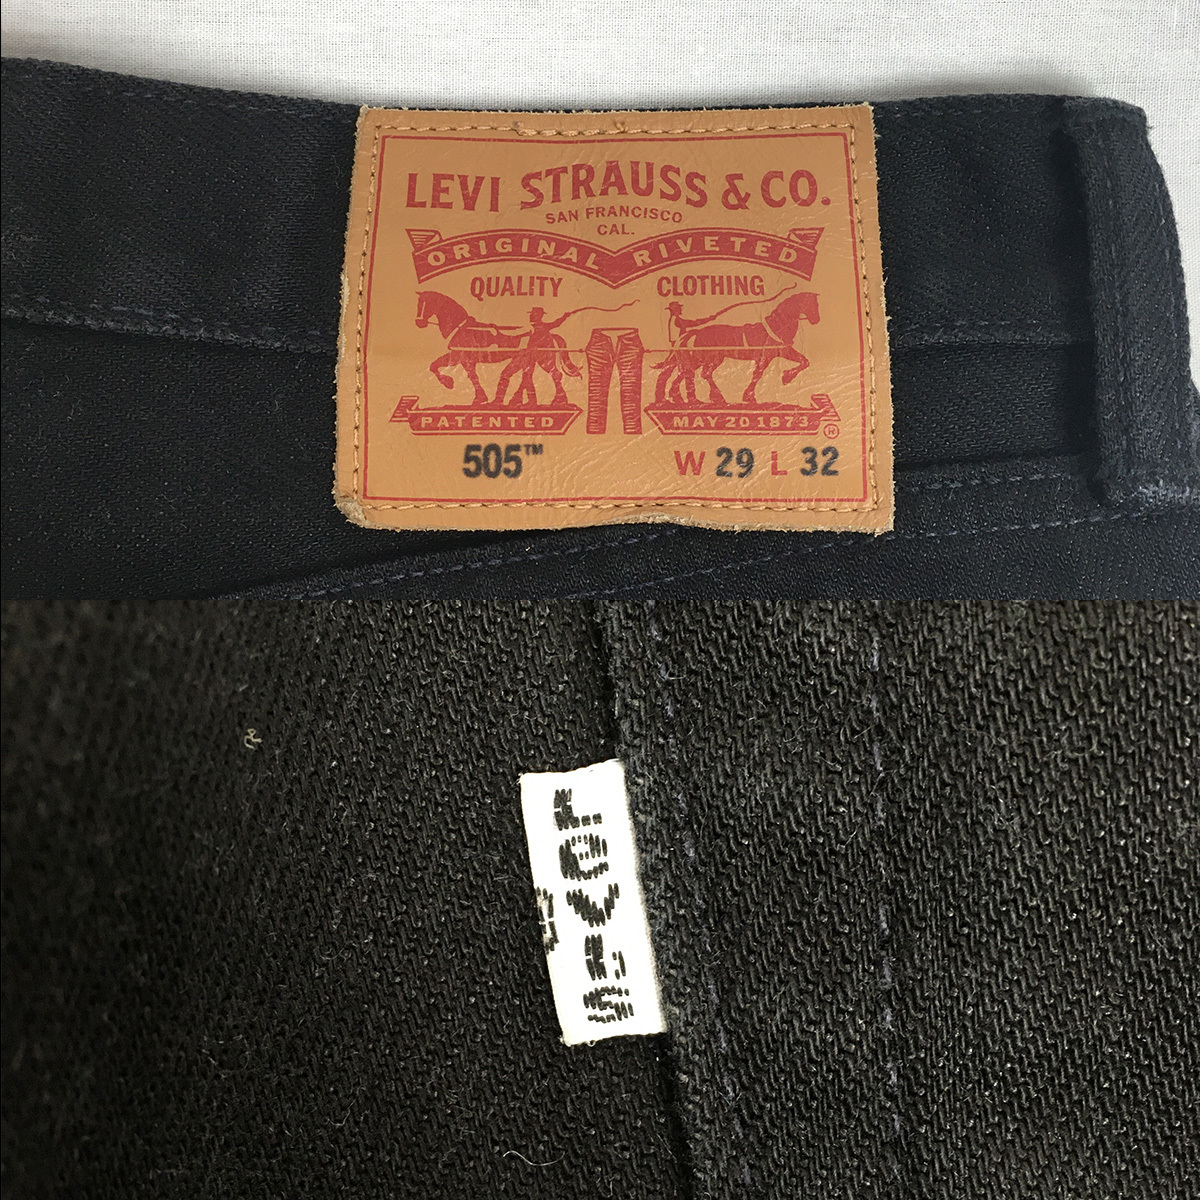 LEVI STRAUSS & CO.
SAN FRANCISCO
CAL.
ORIGINAL RIVETED
QUALITY CLOTHING
PATENTED MAY 20 1873 ®
505™ W 29 L 32
LeVI'S